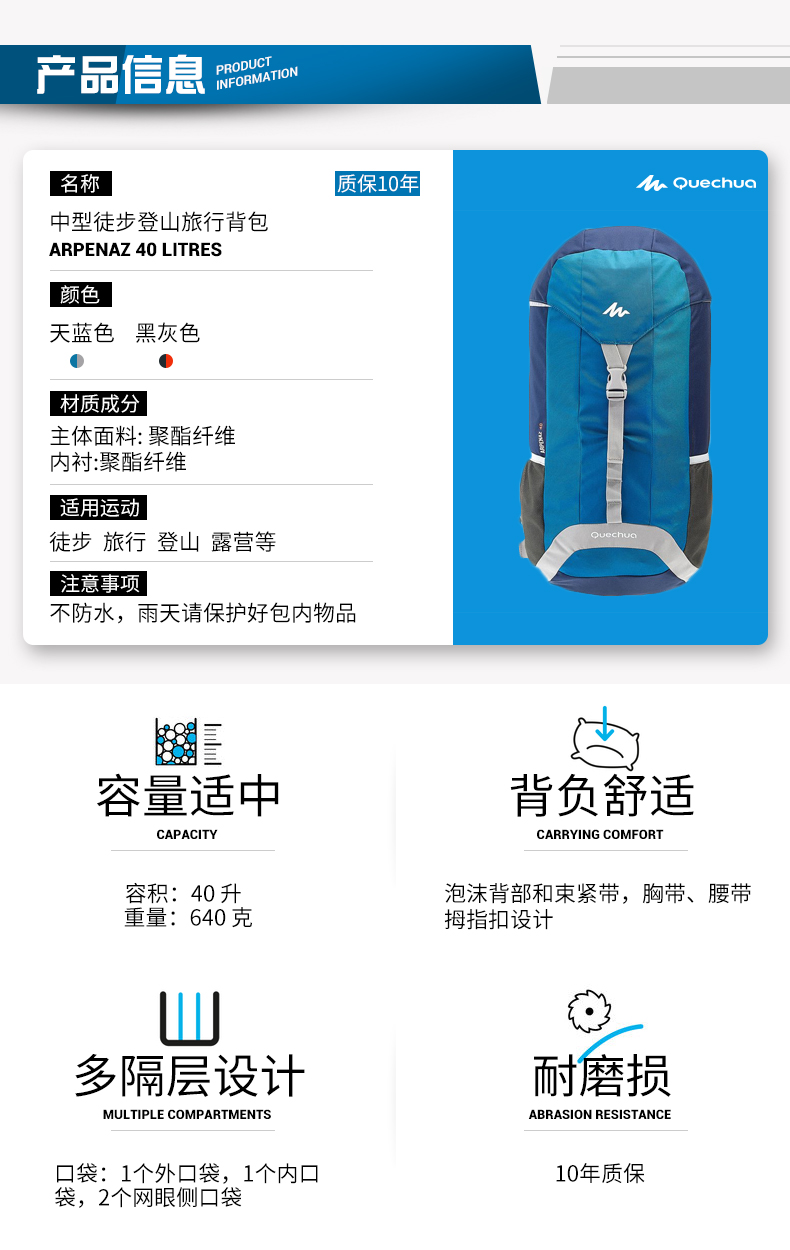 产品信息
PRODUCT
INFORMATION
名称
质保10年
中型徒步登山旅行背包
ARPENAZ 40 LITRES
颜色
天蓝色 黑灰色
材质成分
主体面料: 聚酯纤维
内衬:聚酯纤维
适用运动
徒步 旅行 登山 露营等
注意事项
不防水，雨天请保护好包内物品
Quechua
Quechua
容量适中
CAPACITY
容积：40 升
重量：640 克
背负舒适
CARRYING COMFORT
泡沫背部和束紧带，胸带、腰带
拇指扣设计
多隔层设计
MULTIPLE COMPARTMENTS
口袋：1个外口袋，1个内口
袋，2个网眼侧口袋
耐磨损
ABRASION RESISTANCE
10年质保